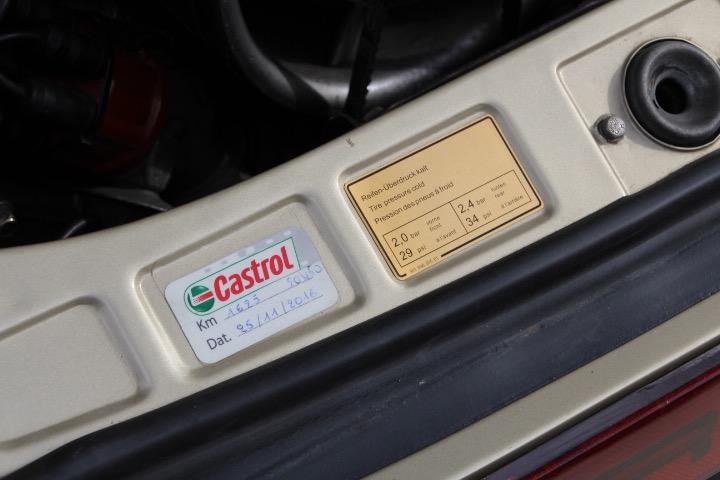 Castrol
Km 1623 20W50
Dat. 25/11/2016
Reifen-Überdruck kalt
Tire pressure cold
Pression des pneus à froid
2,0 bar vorne front 2,4 bar hinten rear
29 psi à l'avant 34 psi à l'arrière